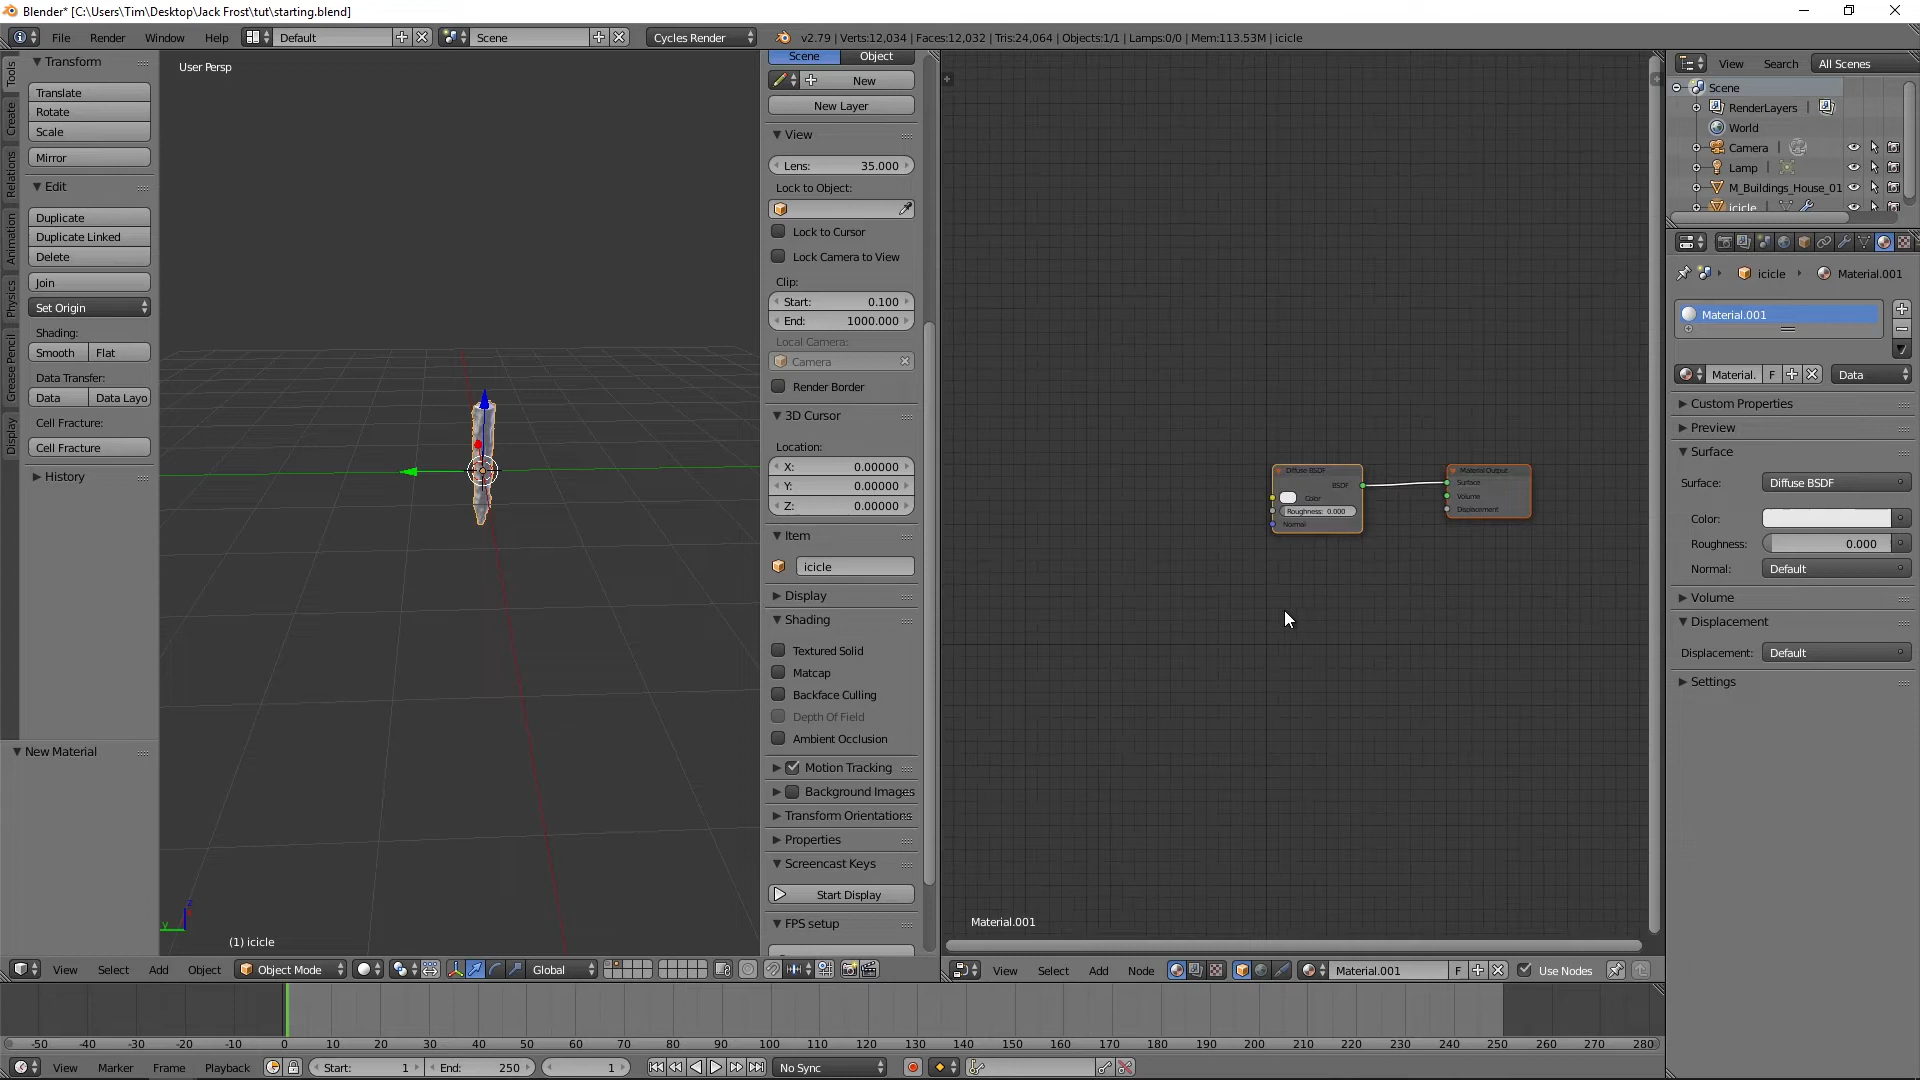 Blender* [C:\Users\Tim\Desktop\Jack Frost\tut\starting.blend]
File Render Window Help Default Scene Cycles Render v2.79 | Verts:12,034 | Faces:12,032 | Tris:24,064 | Objects:1/1 | Lamps:0/0 | Mem:113.53M | icicle
Tools
Create
Relations
Animation
Physics
Grease Pencil
Display
Transform
Translate
Rotate
Scale
Mirror
Edit
Duplicate
Duplicate Linked
Delete
Join
Set Origin
Shading:
Smooth Flat
Data Transfer:
Data Data Layo
Cell Fracture:
Cell Fracture
History
New Material
User Persp
(1) icicle
Scene Object
New
New Layer
View
Lens: 35.000
Lock to Object:
Lock to Cursor
Lock Camera to View
Clip:
Start: 0.100
End: 1000.000
Local Camera:
Camera
Render Border
3D Cursor
Location:
X: 0.00000
Y: 0.00000
Z: 0.00000
Item
icicle
Display
Shading
Textured Solid
Matcap
Backface Culling
Depth Of Field
Ambient Occlusion
Motion Tracking
Background Images
Transform Orientations
Properties
Screencast Keys
Start Display
FPS setup
Diffuse BSDF
BSDF
Color
Roughness: 0.000
Normal
Material Output
Surface
Volume
Displacement
Material.001
View Search All Scenes
Scene
RenderLayers
World
Camera
Lamp
M_Buildings_House_01
icicle
icicle Material.001
Material.001
Material. F Data
Custom Properties
Preview
Surface
Surface: Diffuse BSDF
Color:
Roughness: 0.000
Normal: Default
Volume
Displacement
Displacement: Default
Settings
View Select Add Object Object Mode Global
View Select Add Node Material.001 F Use Nodes
-50 -40 -30 -20 -10 0 10 20 30 40 50 60 70 80 90 100 110 120 130 140 150 160 170 180 190 200 210 220 230 240 250 260 270 280
View Marker Frame Playback Start: 1 End: 250 1 No Sync